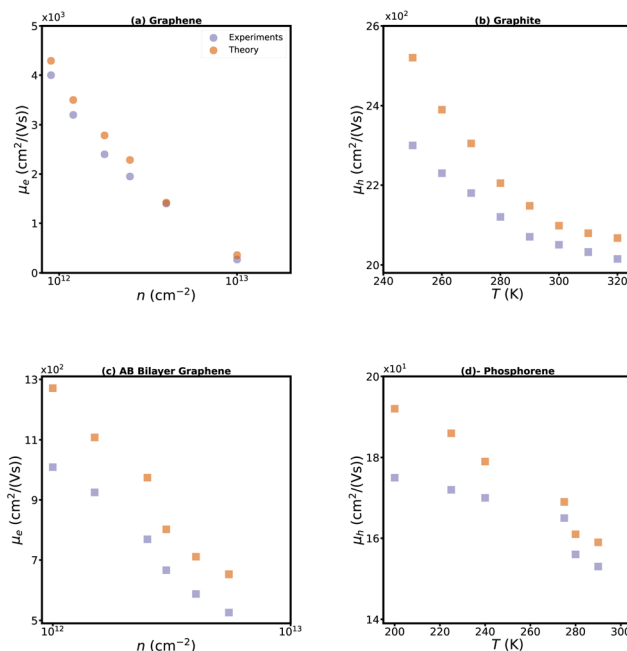 (a) Graphene
x10³
5
4
3
2
1
0
μe (cm²/(Vs))
10¹²
10¹³
n (cm⁻²)
Experiments
Theory
(b) Graphite
x10²
26
24
22
20
μh (cm²/(Vs))
240
260
280
300
320
T (K)
(c) AB Bilayer Graphene
x10²
13
11
9
7
5
μe (cm²/(Vs))
10¹²
10¹³
n (cm⁻²)
(d)- Phosphorene
x10¹
20
18
16
14
μh (cm²/(Vs))
200
220
240
260
280
300
T (K)